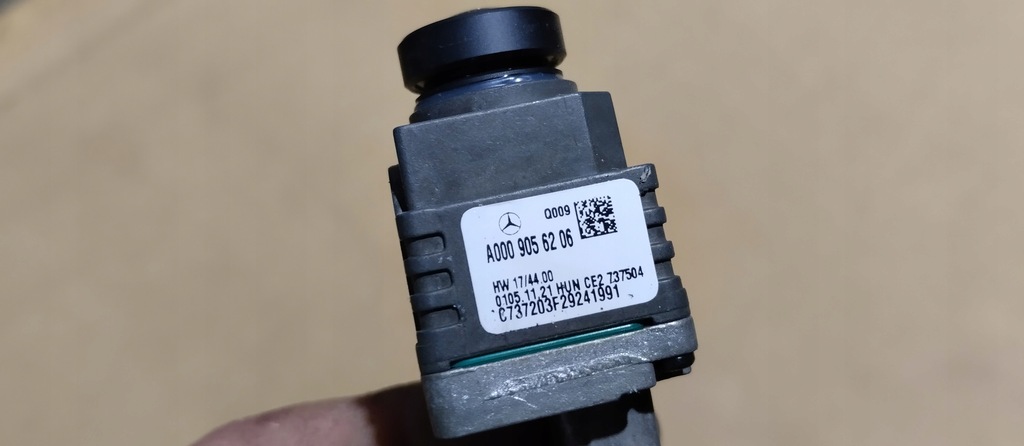 Q009
A000 905 62 06
HW 17/44.00
0105.11.21 HUN CE2 737504
C737203F29241991